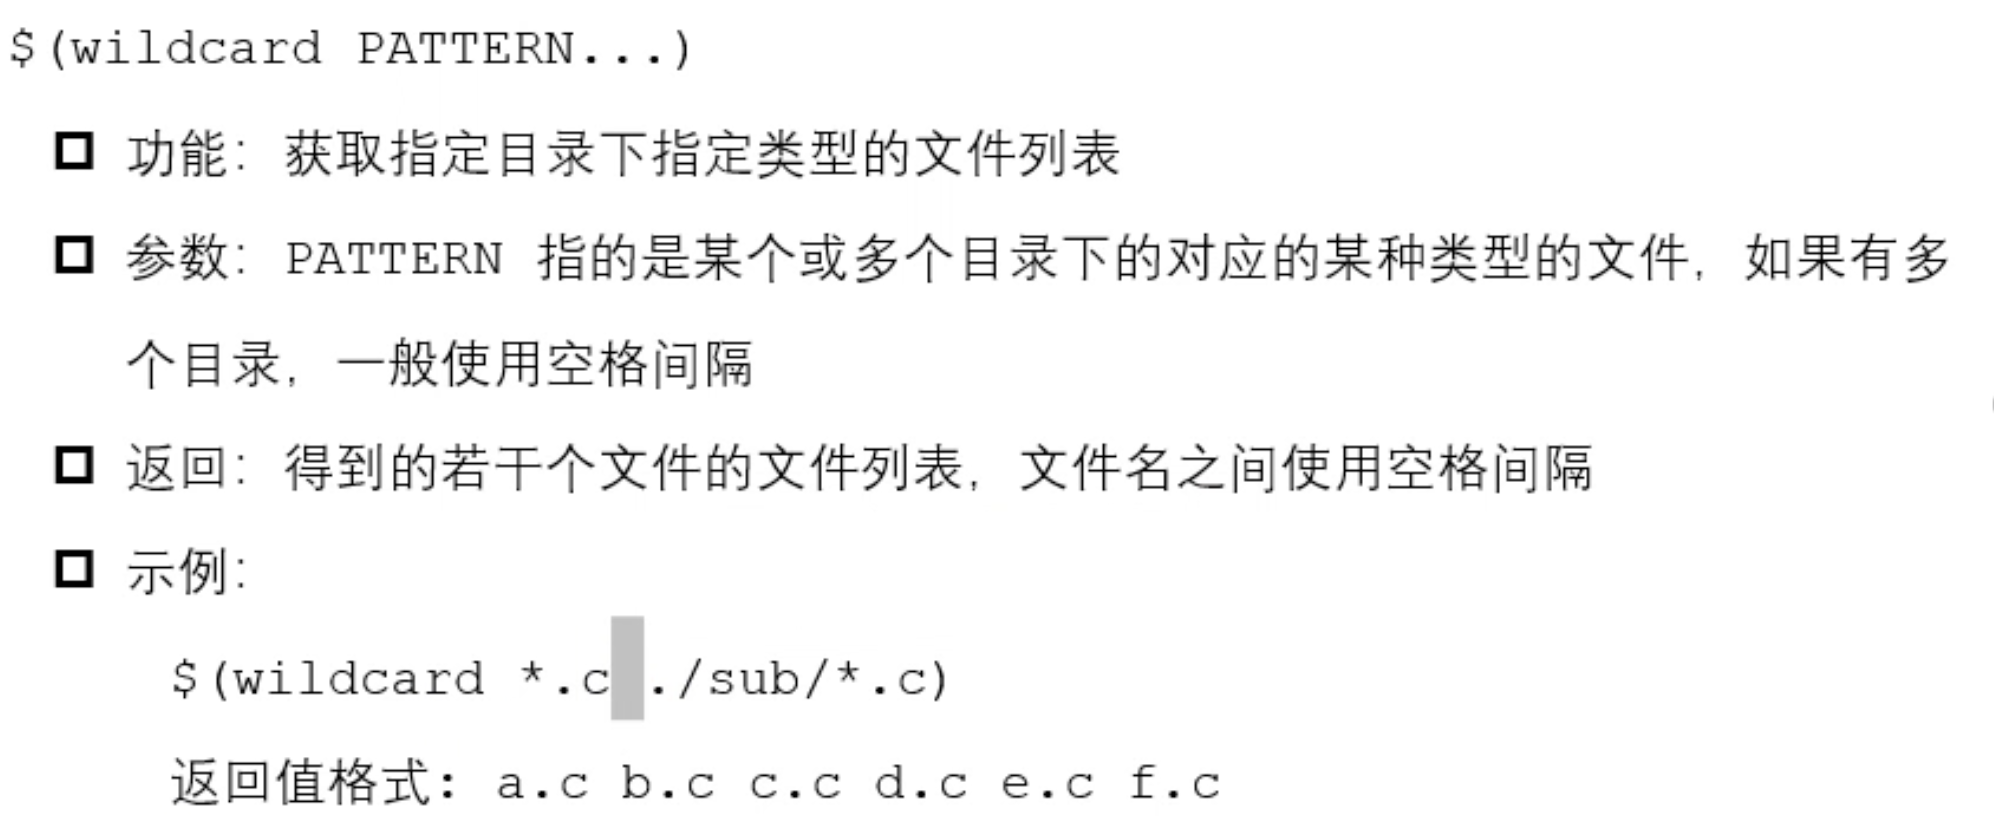 $(wildcard PATTERN...)
功能：获取指定目录下指定类型的文件列表
参数：PATTERN 指的是某个或多个目录下的对应的某种类型的文件，如果有多
个目录，一般使用空格间隔
返回：得到的若干个文件的文件列表，文件名之间使用空格间隔
示例：
$(wildcard *.c ./sub/*.c)
返回值格式: a.c b.c c.c d.c e.c f.c